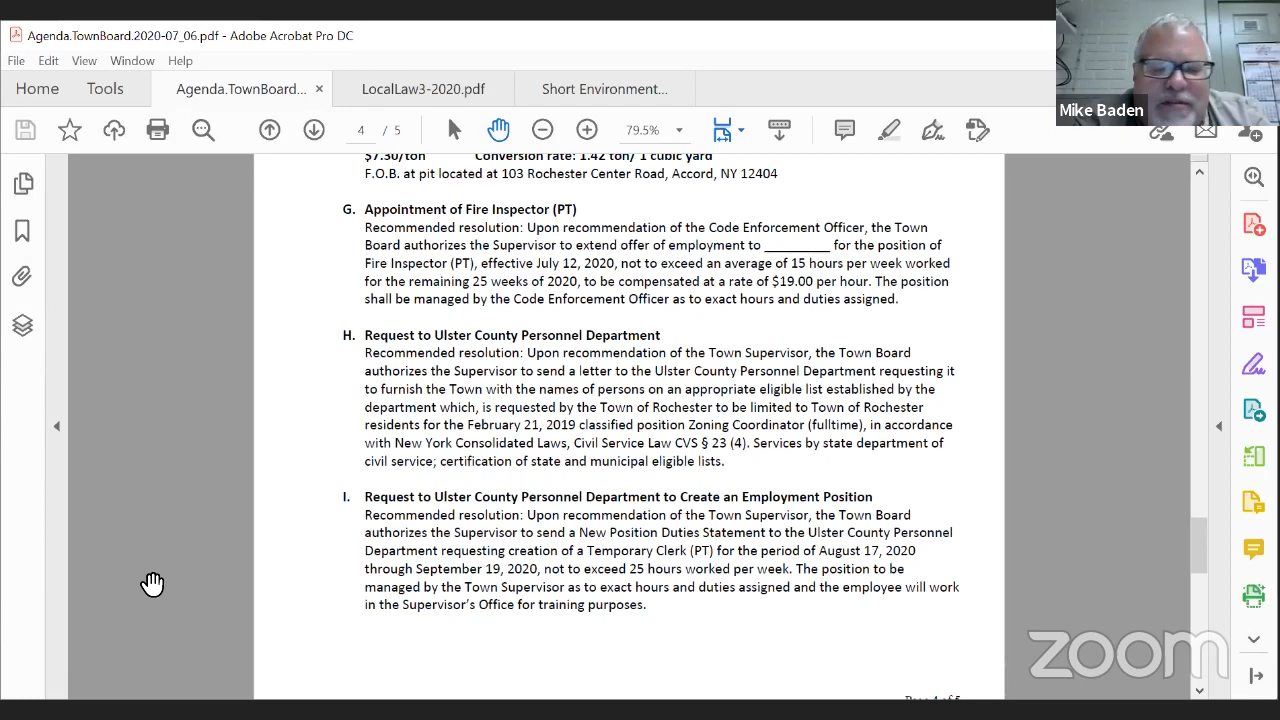 Agenda.TownBoard.2020-07_06.pdf - Adobe Acrobat Pro DC
File Edit View Window Help
Home Tools Agenda.TownBoard... × LocalLaw3-2020.pdf Short Environment...
4 / 5 79.5%
Mike Baden
$7.30/ton Conversion rate: 1.42 ton/ 1 cubic yard
F.O.B. at pit located at 103 Rochester Center Road, Accord, NY 12404
G. Appointment of Fire Inspector (PT)
Recommended resolution: Upon recommendation of the Code Enforcement Officer, the Town
Board authorizes the Supervisor to extend offer of employment to __________ for the position of
Fire Inspector (PT), effective July 12, 2020, not to exceed an average of 15 hours per week worked
for the remaining 25 weeks of 2020, to be compensated at a rate of $19.00 per hour. The position
shall be managed by the Code Enforcement Officer as to exact hours and duties assigned.
H. Request to Ulster County Personnel Department
Recommended resolution: Upon recommendation of the Town Supervisor, the Town Board
authorizes the Supervisor to send a letter to the Ulster County Personnel Department requesting it
to furnish the Town with the names of persons on an appropriate eligible list established by the
department which, is requested by the Town of Rochester to be limited to Town of Rochester
residents for the February 21, 2019 classified position Zoning Coordinator (fulltime), in accordance
with New York Consolidated Laws, Civil Service Law CVS § 23 (4). Services by state department of
civil service; certification of state and municipal eligible lists.
I. Request to Ulster County Personnel Department to Create an Employment Position
Recommended resolution: Upon recommendation of the Town Supervisor, the Town Board
authorizes the Supervisor to send a New Position Duties Statement to the Ulster County Personnel
Department requesting creation of a Temporary Clerk (PT) for the period of August 17, 2020
through September 19, 2020, not to exceed 25 hours worked per week. The position to be
managed by the Town Supervisor as to exact hours and duties assigned and the employee will work
in the Supervisor's Office for training purposes.
Page 4 of 5
zoom